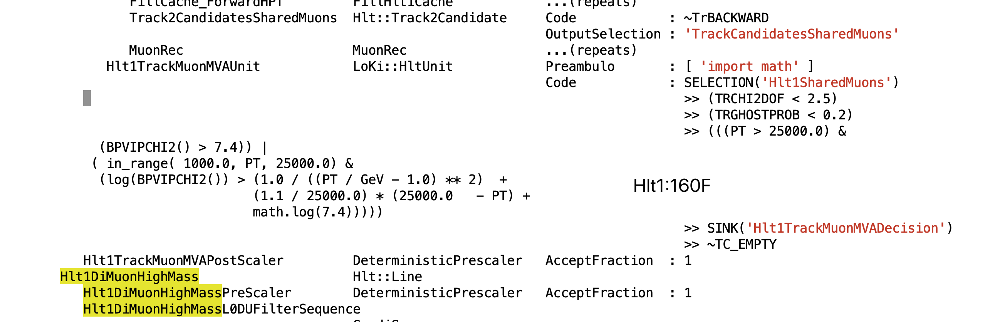 FillCache_ForwardHPT FillHlt1Cache ...(repeats)
Track2CandidatesSharedMuons Hlt::Track2Candidate Code : ~TrBACKWARD
OutputSelection : 'TrackCandidatesSharedMuons'
MuonRec MuonRec ...(repeats)
Hlt1TrackMuonMVAUnit LoKi::HltUnit Preambulo : [ 'import math' ]
Code : SELECTION('Hlt1SharedMuons')
>> (TRCHI2DOF < 2.5)
>> (TRGHOSTPROB < 0.2)
>> (((PT > 25000.0) &
(BPVIPCHI2() > 7.4)) |
( in_range( 1000.0, PT, 25000.0) &
(log(BPVIPCHI2()) > (1.0 / ((PT / GeV - 1.0) ** 2) +
(1.1 / 25000.0) * (25000.0 - PT) +
math.log(7.4)))))
Hlt1:160F
>> SINK('Hlt1TrackMuonMVADecision')
>> ~TC_EMPTY
Hlt1TrackMuonMVAPostScaler DeterministicPrescaler AcceptFraction : 1
Hlt1DiMuonHighMass Hlt::Line
Hlt1DiMuonHighMassPreScaler DeterministicPrescaler AcceptFraction : 1
Hlt1DiMuonHighMassL0DUFilterSequence